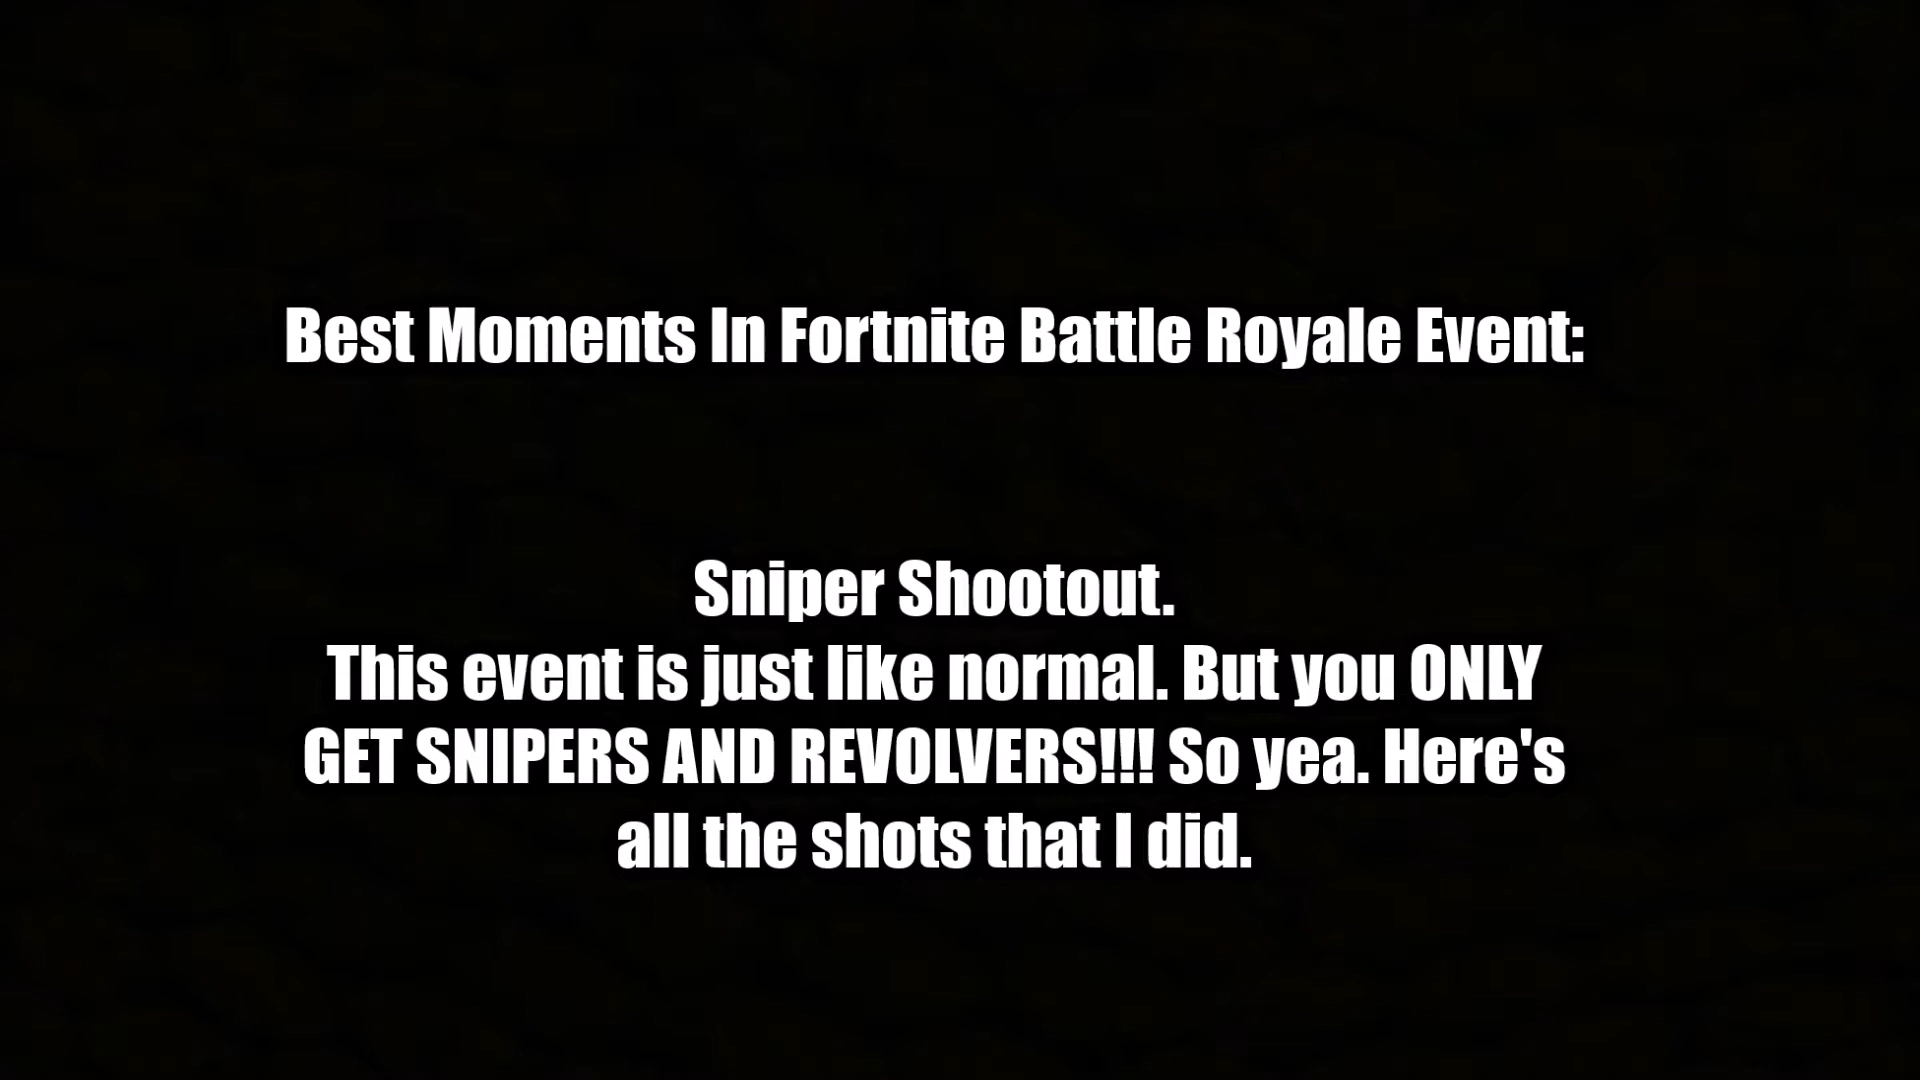 Best Moments In Fortnite Battle Royale Event:
Sniper Shootout.
This event is just like normal. But you ONLY
GET SNIPERS AND REVOLVERS!!! So yea. Here's
all the shots that I did.